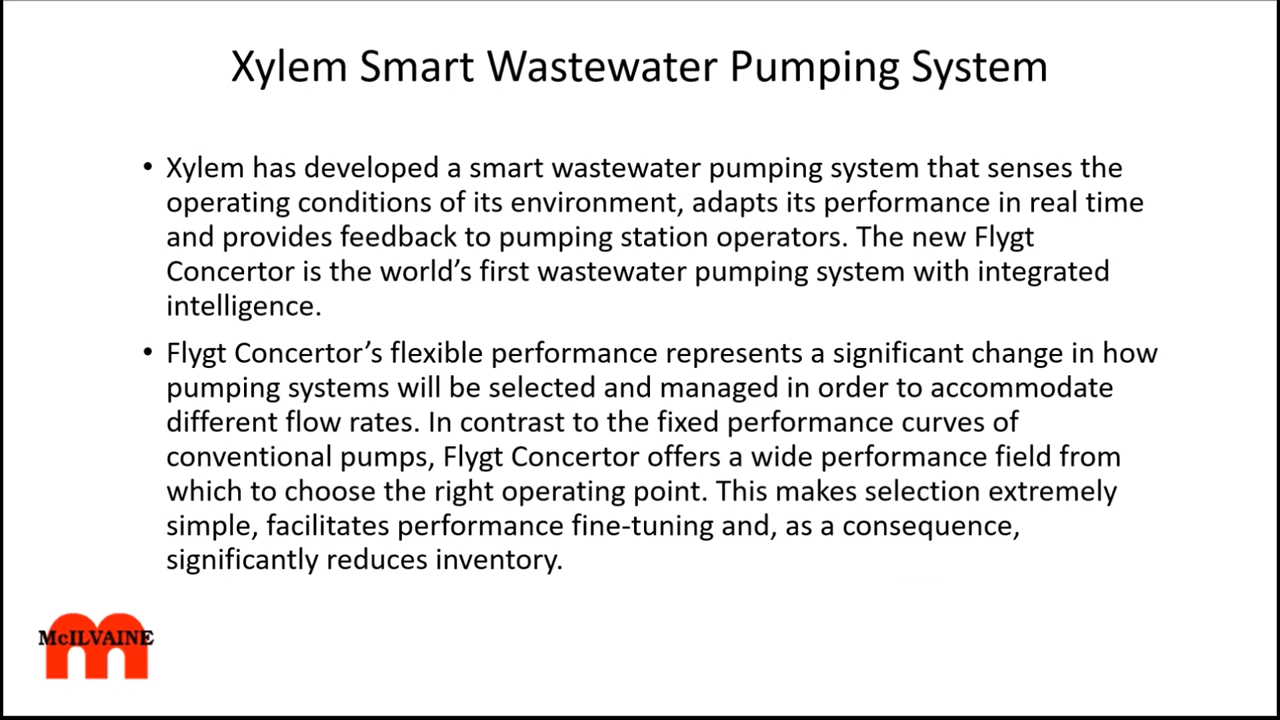 Xylem Smart Wastewater Pumping System
• Xylem has developed a smart wastewater pumping system that senses the
operating conditions of its environment, adapts its performance in real time
and provides feedback to pumping station operators. The new Flygt
Concertor is the world’s first wastewater pumping system with integrated
intelligence.
• Flygt Concertor’s flexible performance represents a significant change in how
pumping systems will be selected and managed in order to accommodate
different flow rates. In contrast to the fixed performance curves of
conventional pumps, Flygt Concertor offers a wide performance field from
which to choose the right operating point. This makes selection extremely
simple, facilitates performance fine-tuning and, as a consequence,
significantly reduces inventory.
McILVAINE